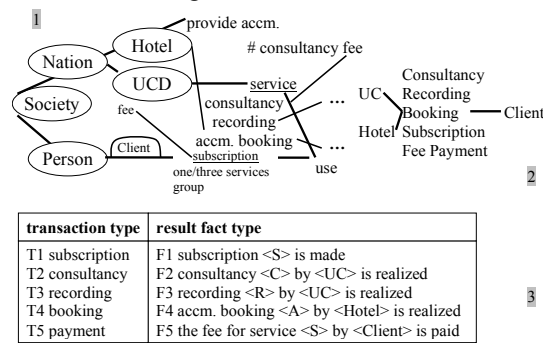 1
provide accm.
Hotel
# consultancy fee
Nation
UCD
service
Society
fee
consultancy
recording
accm. booking
...
...
Person
Client
subscription
one/three services
group
use
UC
Hotel
Consultancy
Recording
Booking
Subscription
Fee Payment
Client
2
transaction type result fact type
T1 subscription F1 subscription <S> is made
T2 consultancy F2 consultancy <C> by <UC> is realized
T3 recording F3 recording <R> by <UC> is realized
T4 booking F4 accm. booking <A> by <Hotel> is realized
T5 payment F5 the fee for service <S> by <Client> is paid
3